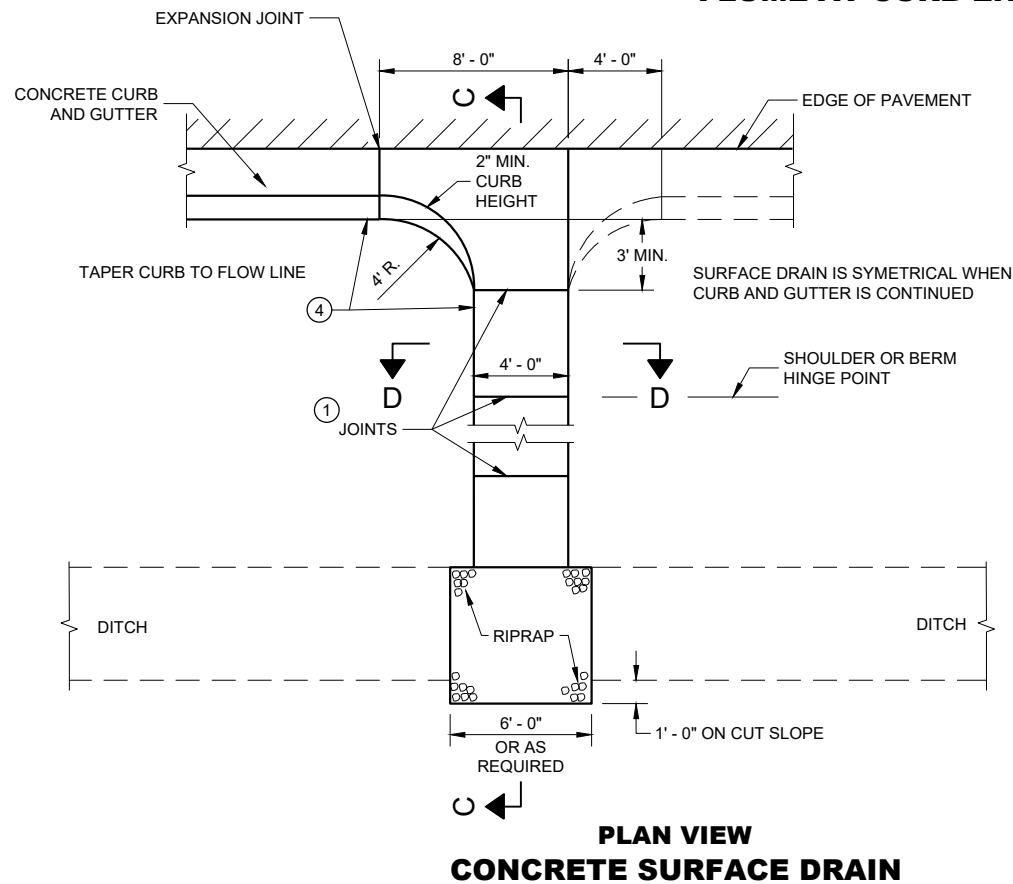 EXPANSION JOINT
8' - 0"
4' - 0"
C
CONCRETE CURB
AND GUTTER
EDGE OF PAVEMENT
2" MIN.
CURB
HEIGHT
TAPER CURB TO FLOW LINE
4' R.
3' MIN.
SURFACE DRAIN IS SYMETRICAL WHEN
CURB AND GUTTER IS CONTINUED
4
D
4' - 0"
D
SHOULDER OR BERM
HINGE POINT
1
JOINTS
DITCH
RIPRAP
DITCH
6' - 0"
OR AS
REQUIRED
1' - 0" ON CUT SLOPE
C
PLAN VIEW
CONCRETE SURFACE DRAIN